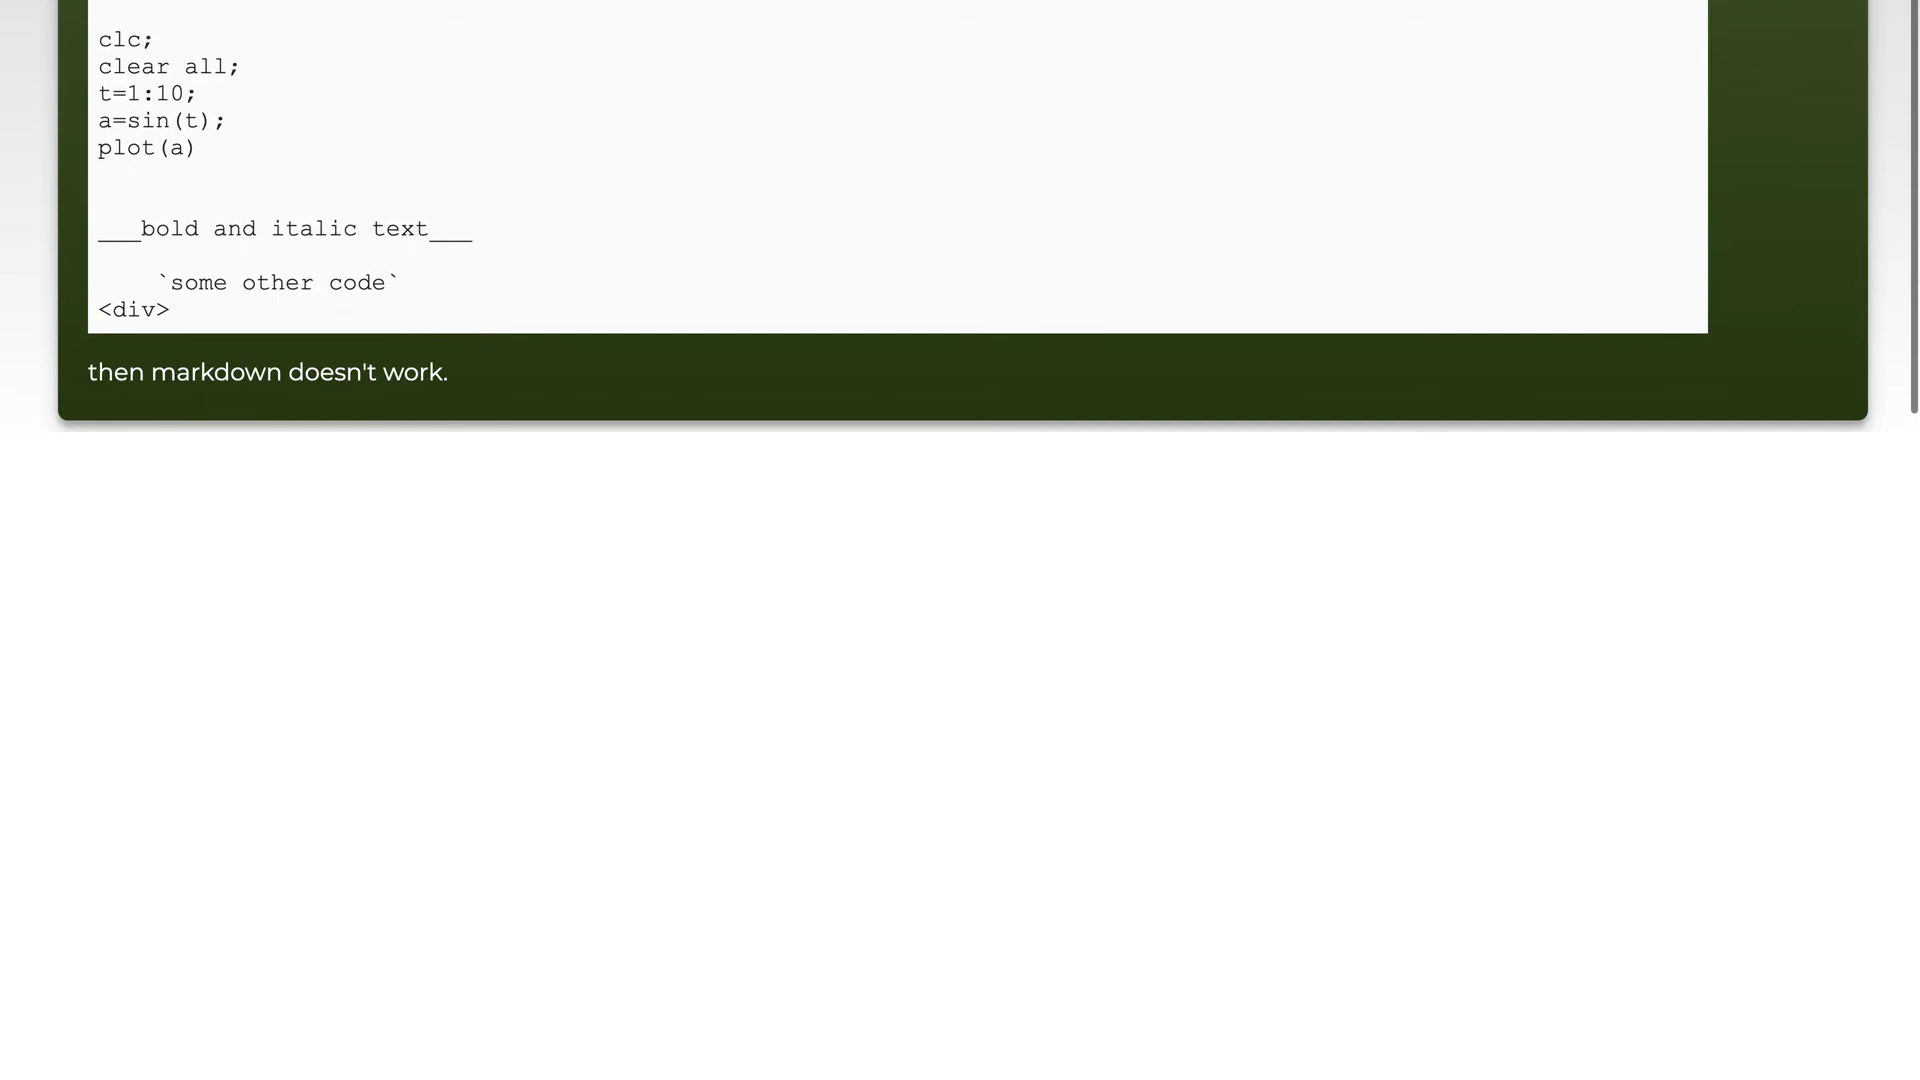 clc;
clear all;
t=1:10;
a=sin(t);
plot(a)
___bold and italic text___
`some other code`
<div>
then markdown doesn't work.